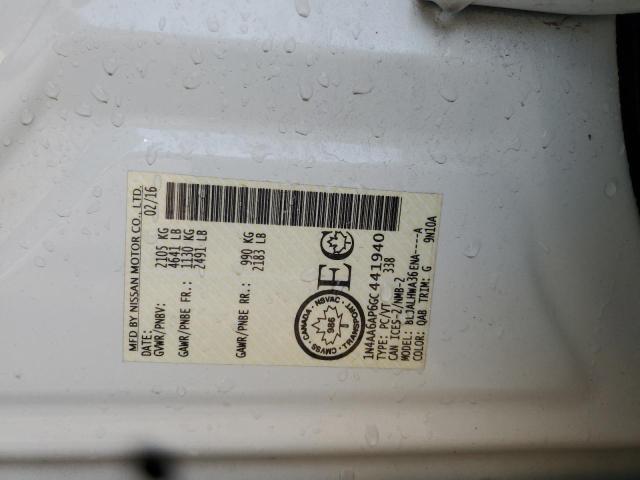 MFD BY NISSAN MOTOR CO., LTD.
DATE: 02/16
GVWR/PNBV: 2105 KG
4641 LB
GAWR/PNBE FR.: 1130 KG
2491 LB
GAWR/PNBE RR.: 990 KG
2183 LB
CANADA · NSVAC · TRANSPORT · CMVSS
986
EC
1N4AA6AP6GC441940
TYPE: PC/VT 338
CAN ICES-2/NMB-2
MODEL: BLJALHWA36ENA----A
COLOR: QAB TRIM: G 9N10A